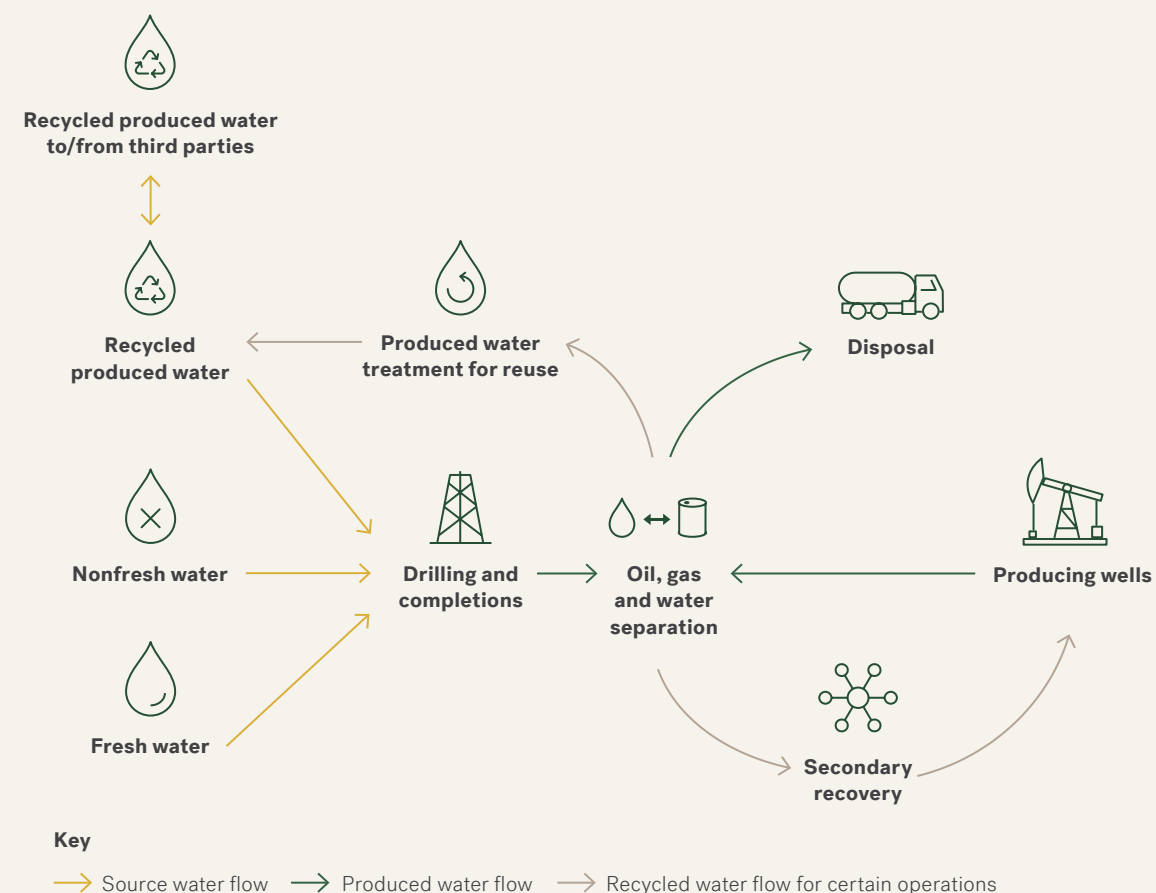 Recycled produced water
to/from third parties
Recycled
produced water
Produced water
treatment for reuse
Disposal
Nonfresh water
Drilling and
completions
Oil, gas
and water
separation
Producing wells
Fresh water
Secondary
recovery
Key
Source water flow
Produced water flow
Recycled water flow for certain operations